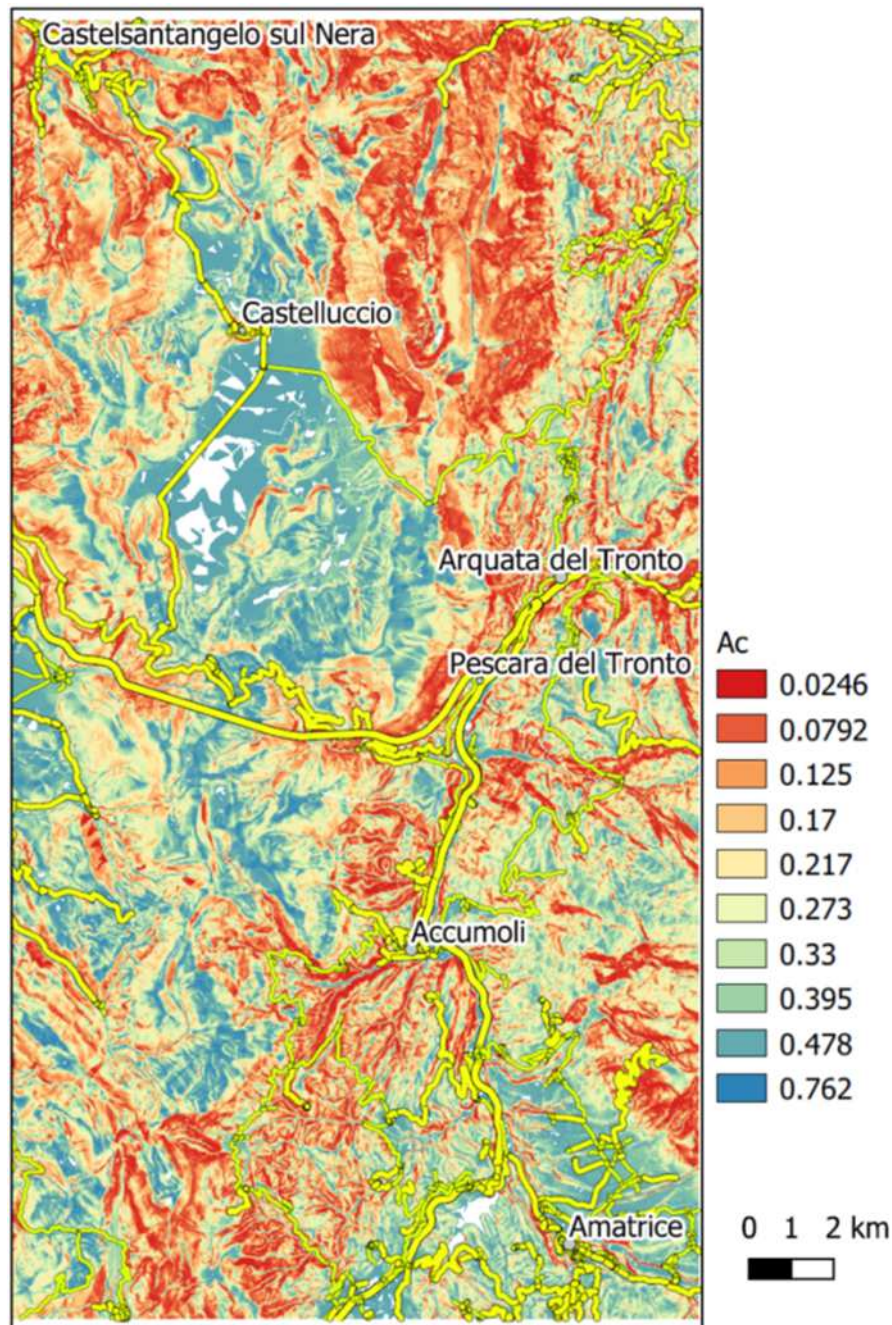 Castelsantangelo sul Nera
Castelluccio
Arquata del Tronto
Pescara del Tronto
Accumoli
Amatrice
Ac
0.0246
0.0792
0.125
0.17
0.217
0.273
0.33
0.395
0.478
0.762
0 1 2 km